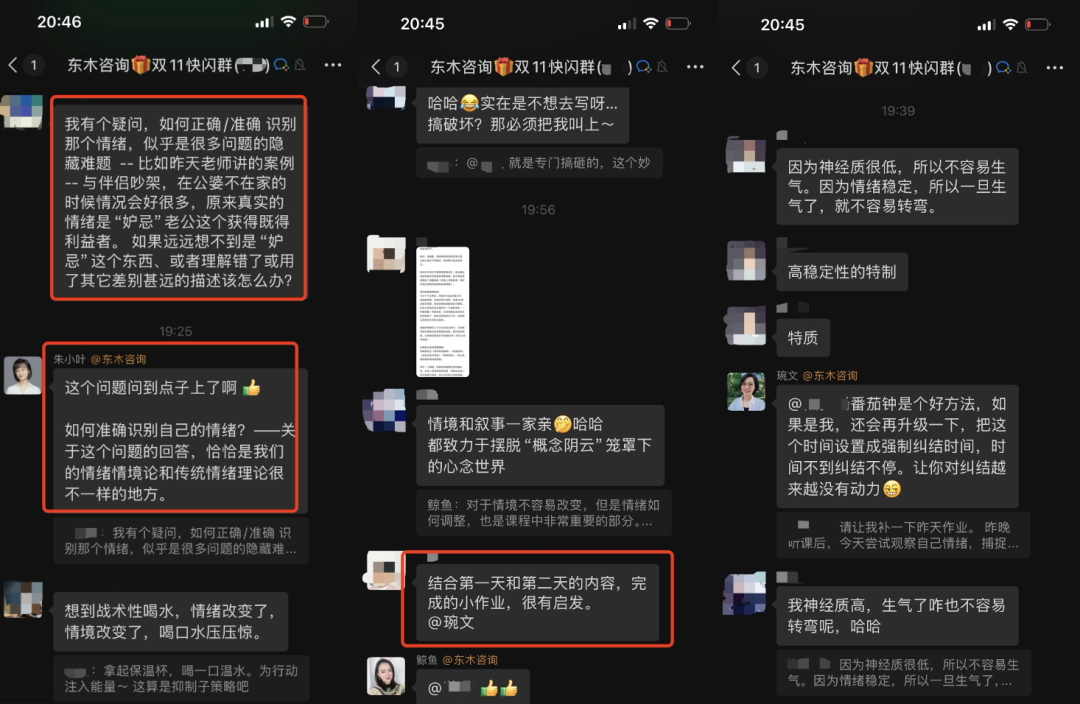 20:46
1
东木咨询🎁双11快闪群(
我有个疑问，如何正确/准确 识别
那个情绪，似乎是很多问题的隐
藏难题 -- 比如昨天老师讲的案例
-- 与伴侣吵架，在公婆不在家的
时候情况会好很多，原来真实的
情绪是“妒忌”老公这个获得既得
利益者。如果远远想不到是“妒
忌”这个东西、或者理解错了或用
了其它差别甚远的描述该怎么办?
19:25
朱小叶 @东木咨询
这个问题问到点子上了啊👍
如何准确识别自己的情绪？——关
于这个问题的回答，恰恰是我们
的情绪情境论和传统情绪理论很
不一样的地方。
：我有个疑问，如何正确/准确 识
别那个情绪，似乎是很多问题的隐藏难...
想到战术性喝水，情绪改变了，
情境改变了，喝口水压压惊。
：拿起保温杯，喝一口温水。为行动
注入能量～ 这算是抑制子策略吧
20:45
1
东木咨询🎁双11快闪群( )
哈哈😂实在是不想去写呀...
搞破坏？那必须把我叫上～
：@ . 就是专门搞砸的，这个妙
19:56
情境和叙事一家亲🤔哈哈
都致力于摆脱“概念阴云”笼罩下
的心念世界
鲸鱼：对于情境不容易改变，但是情绪如
何调整，也是课程中非常重要的部分。...
结合第一天和第二天的内容，完
成的小作业，很有启发。
@琬文
鲸鱼 @东木咨询
@ 👍👍
20:45
1
东木咨询🎁双11快闪群( )
19:39
因为神经质很低，所以不容易生
气。因为情绪稳定，所以一旦生
气了，就不容易转弯。
高稳定性的特制
特质
琬文 @东木咨询
@ 番茄钟是个好方法，如
果是我，还会再升级一下，把这
个时间设置成强制纠结时间，时
间不到纠结不停。让你对纠结越
来越没有动力😁
请让我补一下昨天作业。 昨晚
听课后，今天尝试观察自己情绪，捕捉...
我神经质高，生气了咋也不容易
转弯呢，哈哈
因为神经质很低，所以不容易生
气。因为情绪稳定，所以一旦生气了，...